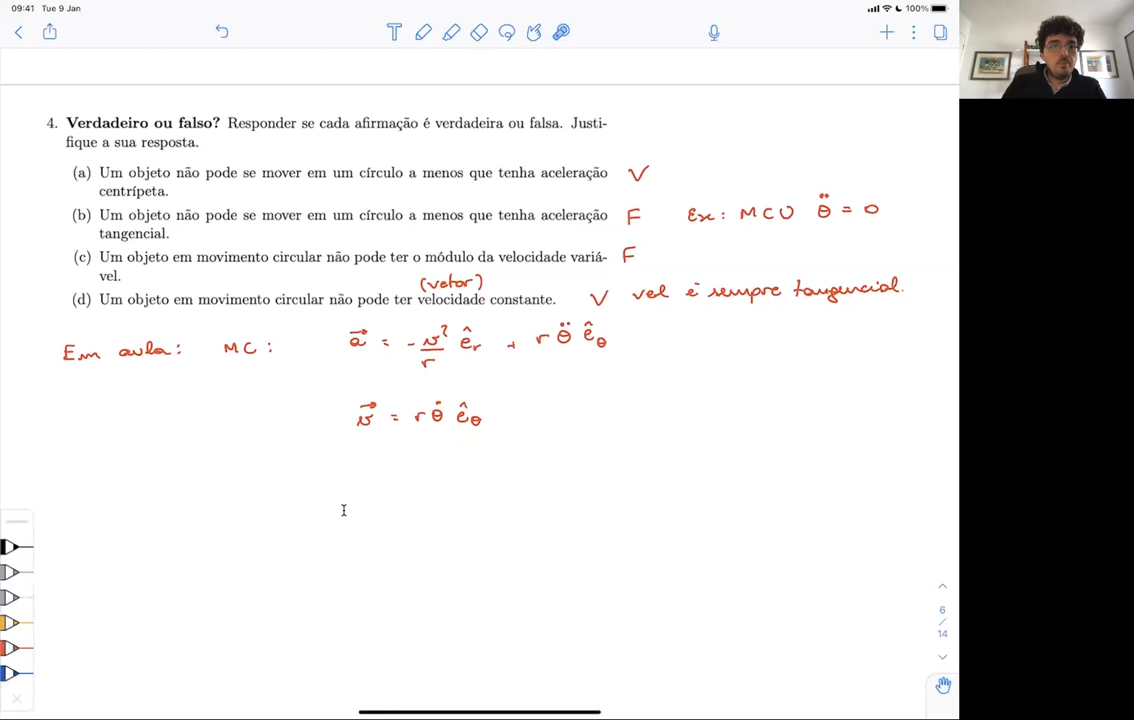 09:41 Tue 9 Jan
100%
4. Verdadeiro ou falso? Responder se cada afirmação é verdadeira ou falsa. Justi-
fique a sua resposta.
(a) Um objeto não pode se mover em um círculo a menos que tenha aceleração V
centrípeta.
(b) Um objeto não pode se mover em um círculo a menos que tenha aceleração F Ex: MCU θ̈ = 0
tangencial.
(c) Um objeto em movimento circular não pode ter o módulo da velocidade variá- F
vel.
(vetor)
(d) Um objeto em movimento circular não pode ter velocidade constante. V vel é sempre tangencial.
Em aula: MC: a⃗ = - v²/r ê_r + r θ̈ ê_θ
v⃗ = r θ̇ ê_θ
6
/
14